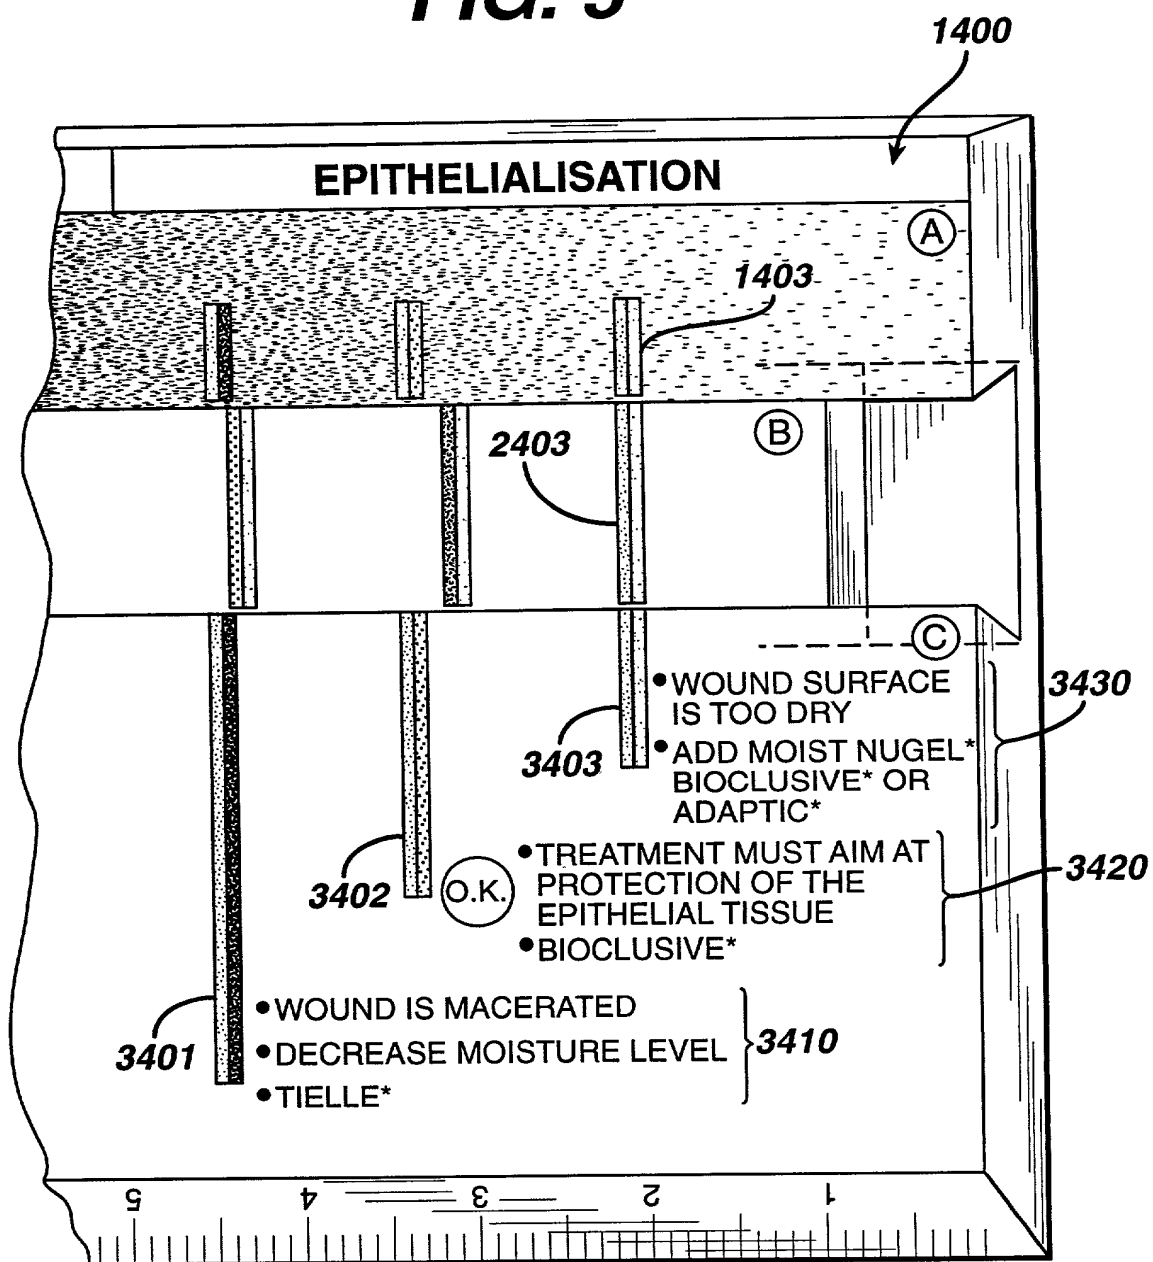 FIG. 5
1400
EPITHELIALISATION
A
1403
B
2403
C
• WOUND SURFACE
IS TOO DRY
3430
• ADD MOIST NUGEL*
BIOCLUSIVE* OR
ADAPTIC*
3403
• TREATMENT MUST AIM AT
PROTECTION OF THE
EPITHELIAL TISSUE
3420
3402
O.K.
• BIOCLUSIVE*
• WOUND IS MACERATED
3410
3401
• DECREASE MOISTURE LEVEL
• TIELLE*
5 4 3 2 1